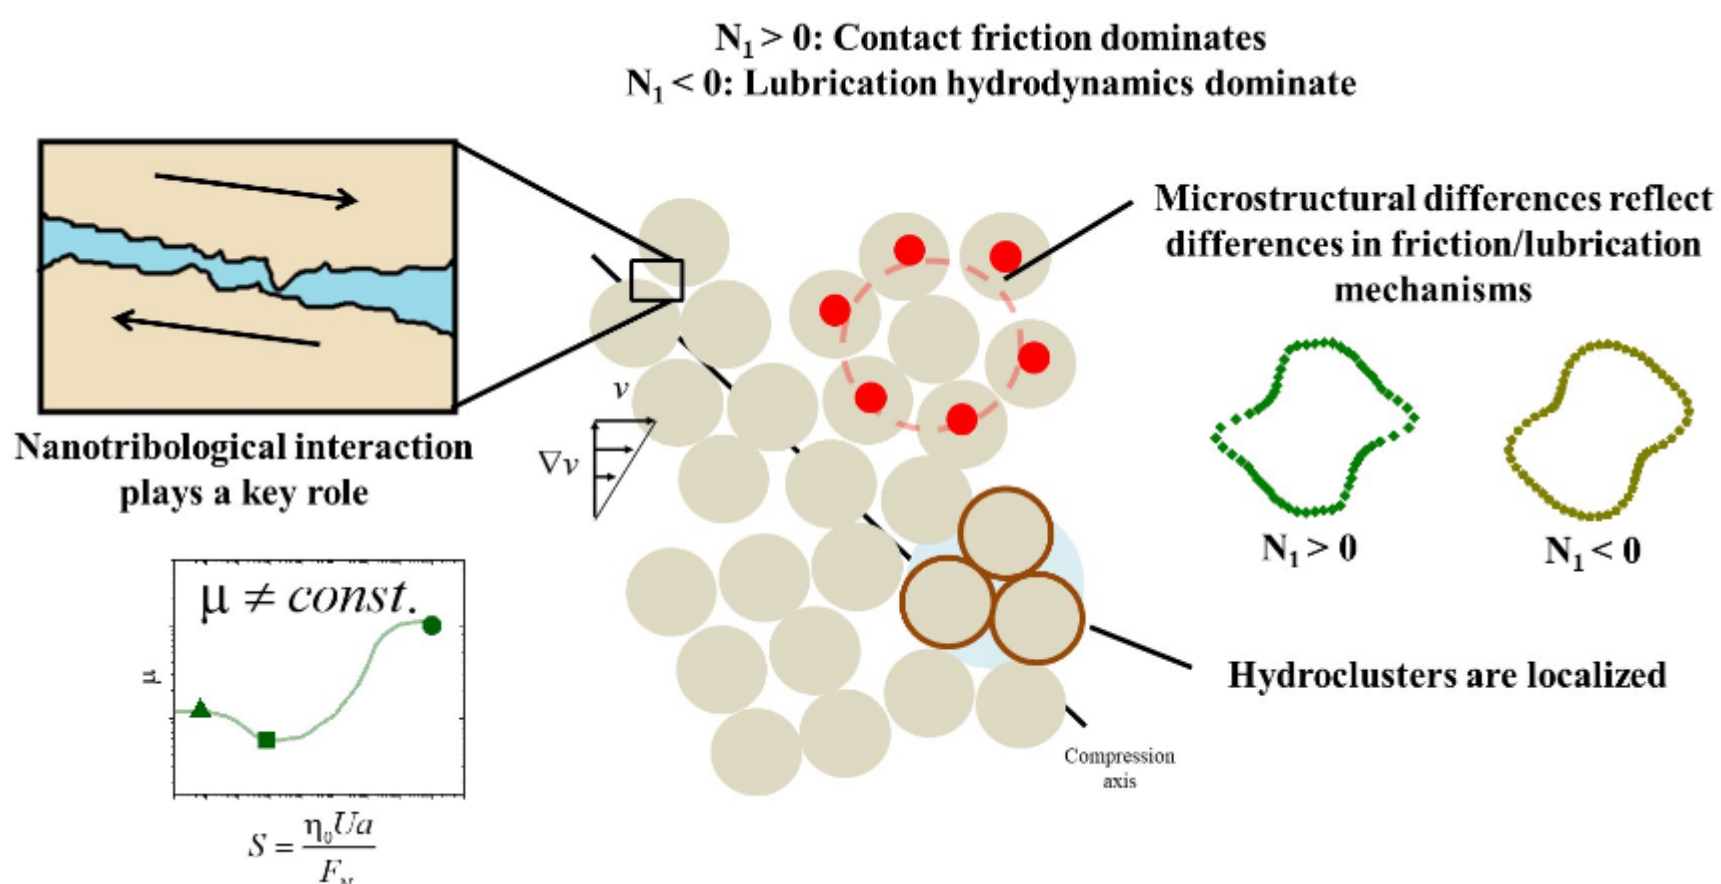 N₁ > 0: Contact friction dominates
N₁ < 0: Lubrication hydrodynamics dominate
Microstructural differences reflect
differences in friction/lubrication
mechanisms
v
∇v
Nanotribological interaction
plays a key role
N₁ > 0
N₁ < 0
μ ≠ const.
μ
S = η₀Ua / F_N
Hydroclusters are localized
Compression
axis